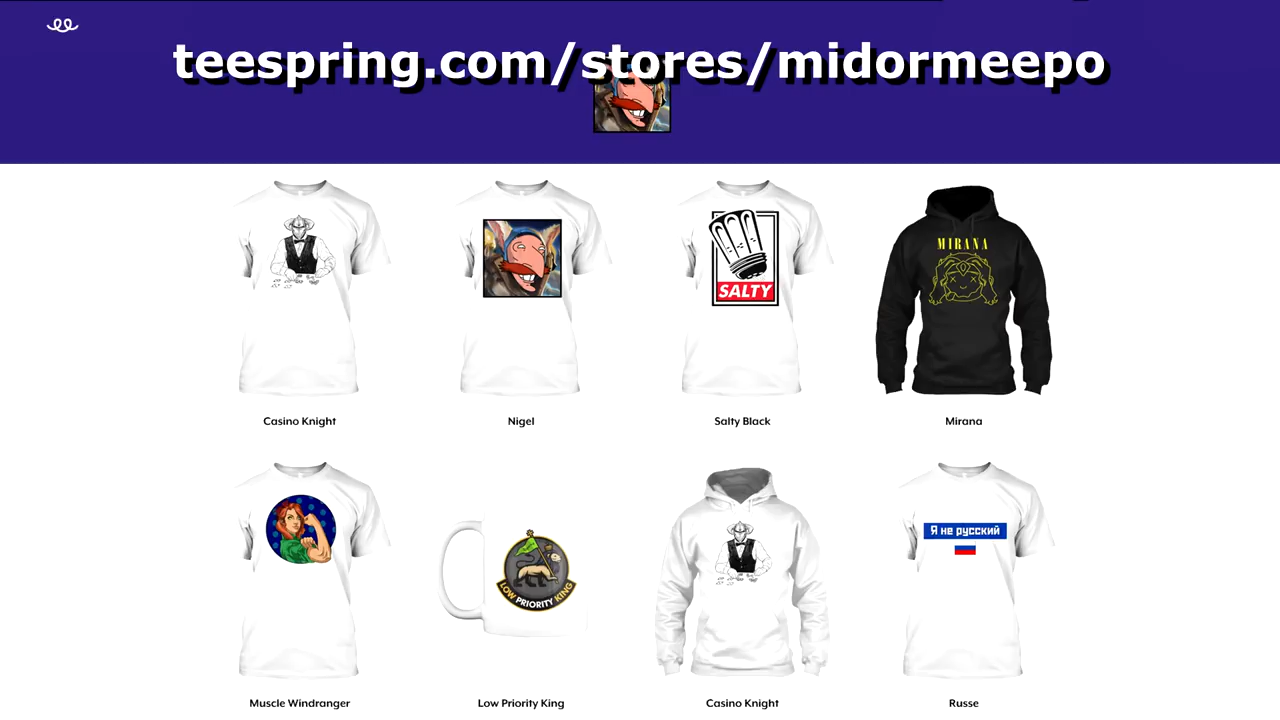 teespring.com/stores/midormeepo
SALTY
MIRANA
Casino Knight
Nigel
Salty Black
Mirana
LOW PRIORITY KING
Я не русский
Muscle Windranger
Low Priority King
Casino Knight
Russe